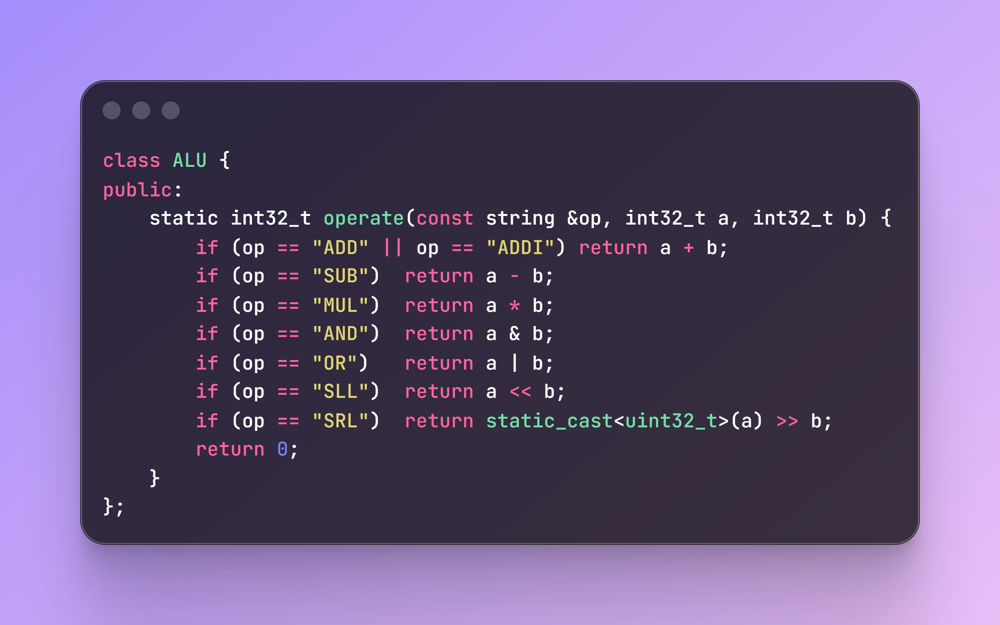 class ALU {
public:
    static int32_t operate(const string &op, int32_t a, int32_t b) {
        if (op == "ADD" || op == "ADDI") return a + b;
        if (op == "SUB")  return a - b;
        if (op == "MUL")  return a * b;
        if (op == "AND")  return a & b;
        if (op == "OR")   return a | b;
        if (op == "SLL")  return a << b;
        if (op == "SRL")  return static_cast<uint32_t>(a) >> b;
        return 0;
    }
};